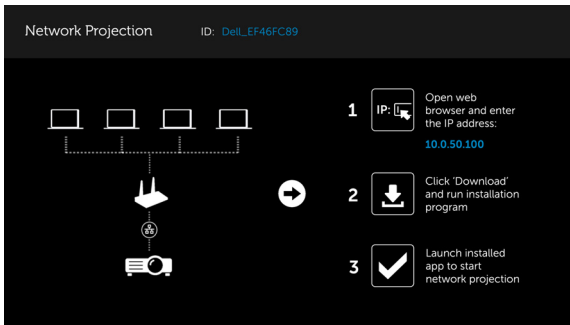 Network Projection
ID: Dell_EF46FC89
1
IP:
Open web
browser and enter
the IP address:
10.0.50.100
2
Click 'Download'
and run installation
program
3
Launch installed
app to start
network projection